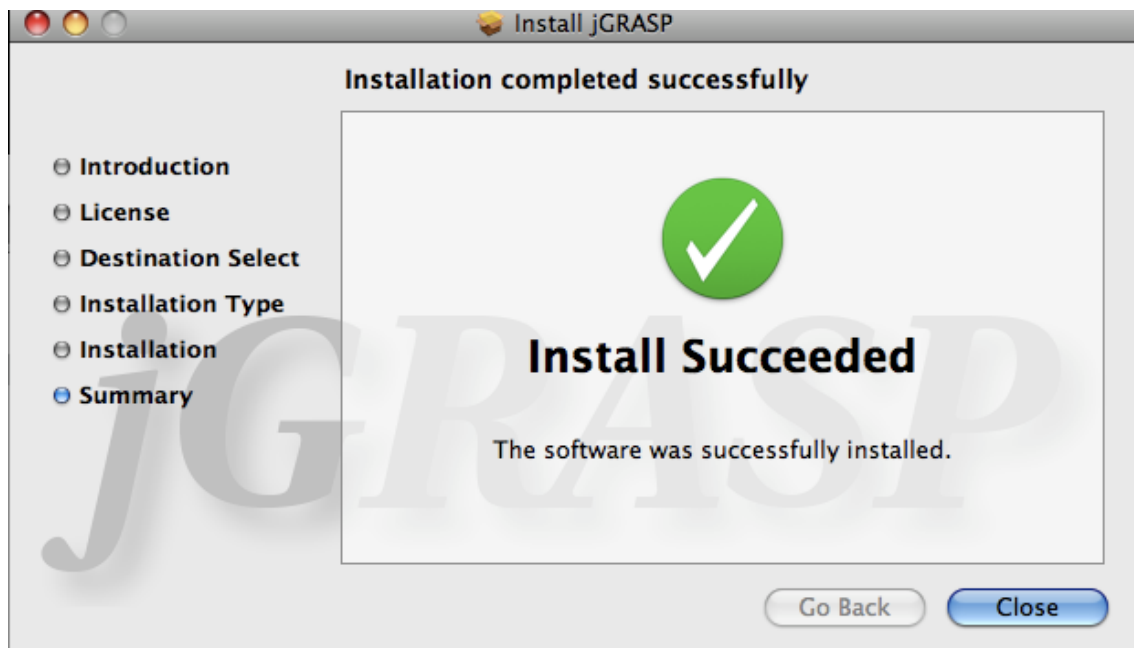 Install jGRASP
Installation completed successfully
Introduction
License
Destination Select
Installation Type
Installation
Summary
jGRASP
Install Succeeded
The software was successfully installed.
Go Back
Close